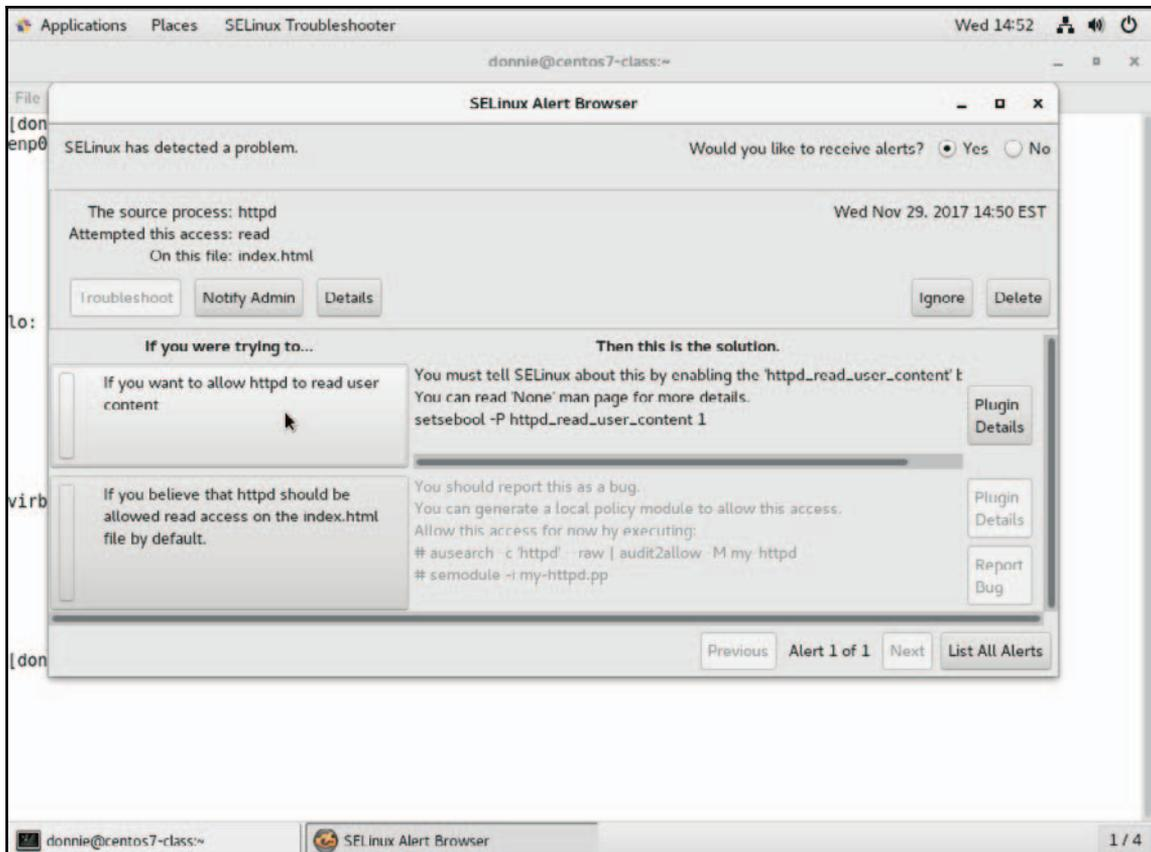 Applications Places SELinux Troubleshooter Wed 14:52
donnie@centos7-class:~
File
SELinux Alert Browser
[don
enp0
SELinux has detected a problem.
Would you like to receive alerts? Yes No
The source process: httpd
Wed Nov 29, 2017 14:50 EST
Attempted this access: read
On this file: index.html
Troubleshoot Notify Admin Details Ignore Delete
lo:
If you were trying to... Then this is the solution.
If you want to allow httpd to read user
content
You must tell SELinux about this by enabling the 'httpd_read_user_content' b
You can read 'None' man page for more details.
setsebool -P httpd_read_user_content 1
Plugin
Details
virb
If you believe that httpd should be
allowed read access on the index.html
file by default.
You should report this as a bug.
You can generate a local policy module to allow this access.
Allow this access for now by executing:
# ausearch -c 'httpd' --raw | audit2allow -M my-httpd
# semodule -i my-httpd.pp
Plugin
Details
Report
Bug
[don
Previous Alert 1 of 1 Next List All Alerts
donnie@centos7-class:~ SELinux Alert Browser 1 / 4